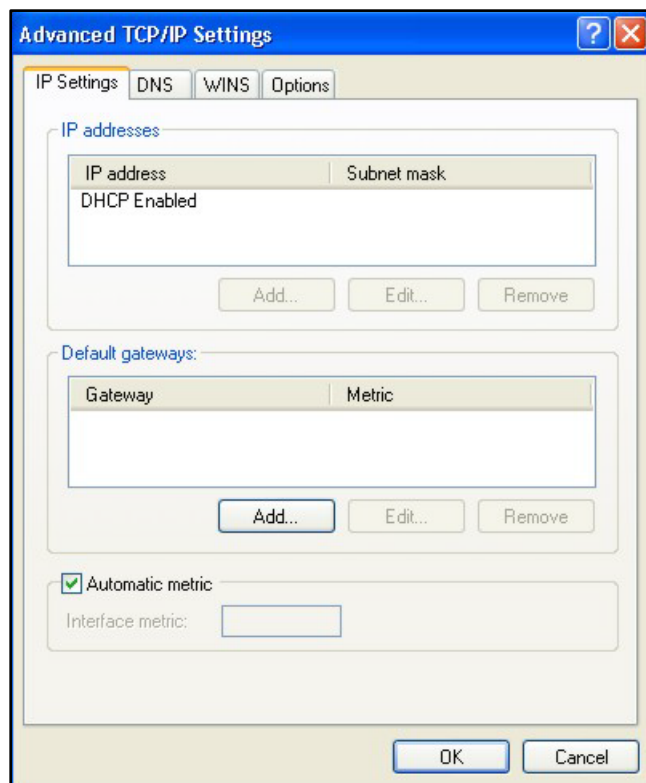 Advanced TCP/IP Settings
IP Settings DNS WINS Options
IP addresses
IP address Subnet mask
DHCP Enabled
Add... Edit... Remove
Default gateways:
Gateway Metric
Add... Edit... Remove
Automatic metric
Interface metric:
OK Cancel